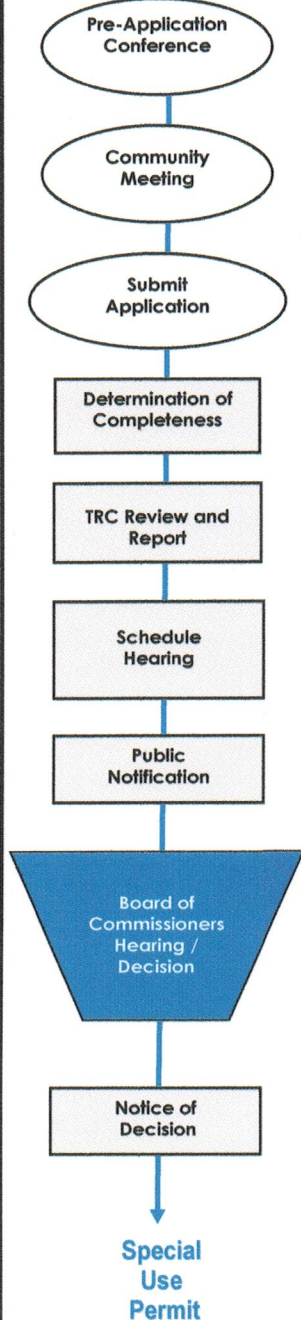 Pre-Application
Conference
Community
Meeting
Submit
Application
Determination of
Completeness
TRC Review and
Report
Schedule
Hearing
Public
Notification
Board of
Commissioners
Hearing /
Decision
Notice of
Decision
Special
Use
Permit